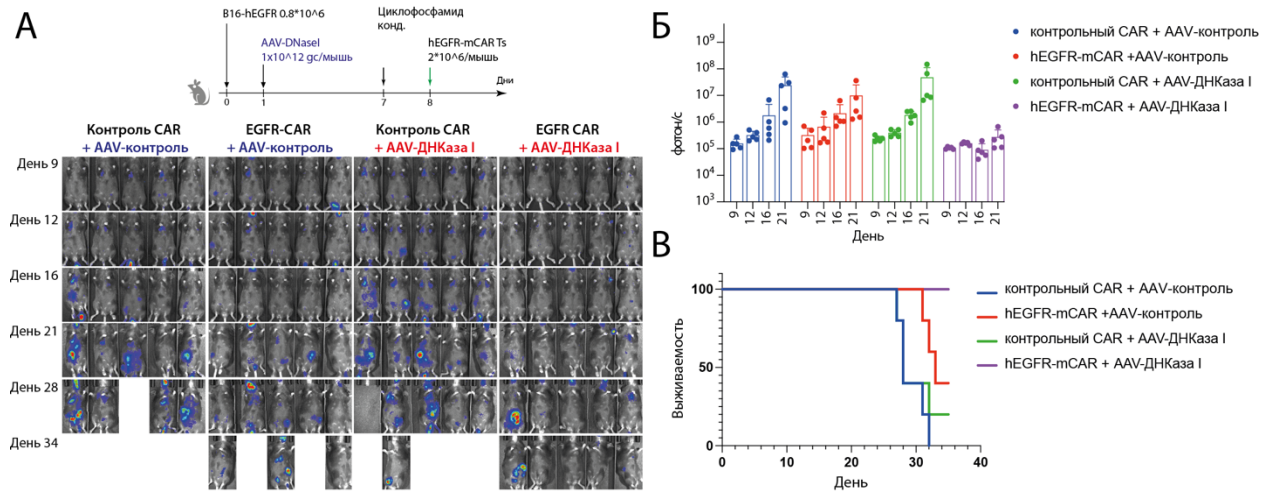 А
B16-hEGFR 0.8*10^6
AAV-DNaseI
1x10^12 gc/мышь
Циклофосфамид
конд.
hEGFR-mCAR Ts
2*10^6/мышь
Дни
0
1
7
8
Контроль CAR
+ AAV-контроль
EGFR-CAR
+ AAV-контроль
Контроль CAR
+ AAV-ДНКаза I
EGFR CAR
+ AAV-ДНКаза I
День 9
День 12
День 16
День 21
День 28
День 34
Б
фотон/с
10^9
10^8
10^7
10^6
10^5
10^4
10^3
9 12 16 21 9 12 16 21 9 12 16 21 9 12 16 21
День
контрольный CAR + AAV-контроль
hEGFR-mCAR +AAV-контроль
контрольный CAR + AAV-ДНКаза I
hEGFR-mCAR + AAV-ДНКаза I
В
Выживаемость
100
50
0
0 10 20 30 40
День
контрольный CAR + AAV-контроль
hEGFR-mCAR +AAV-контроль
контрольный CAR + AAV-ДНКаза I
hEGFR-mCAR + AAV-ДНКаза I